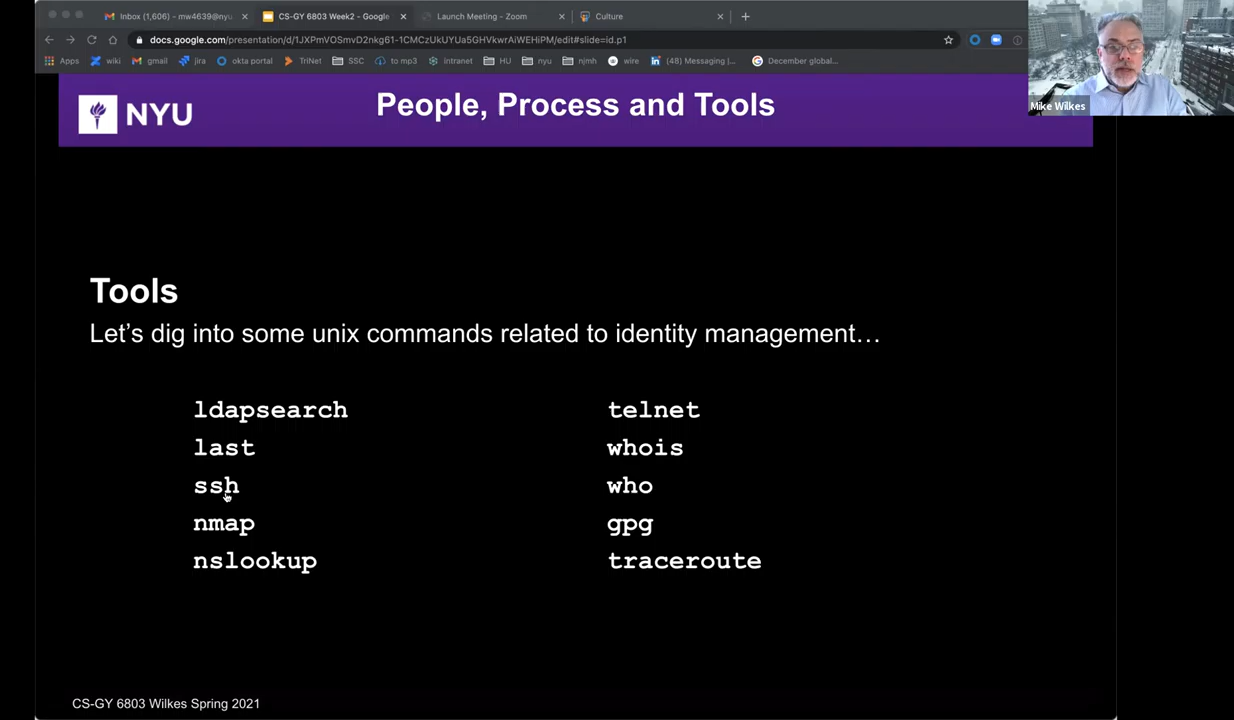 Inbox (1,606) - mw4639@nyu
CS-GY 6803 Week2 - Google
Launch Meeting - Zoom
Culture
docs.google.com/presentation/d/1JXPmVOSmvD2nkg61-1CMCzUkUYUa5GHVkwrAiWEHiPM/edit#slide=id.p1
Apps wiki gmail jira okta portal TriNet SSC to mp3 intranet HU nyu njmh wire (48) Messaging |... December global...
Mike Wilkes
NYU
People, Process and Tools
Tools
Let's dig into some unix commands related to identity management…
ldapsearch
last
ssh
nmap
nslookup
telnet
whois
who
gpg
traceroute
CS-GY 6803 Wilkes Spring 2021